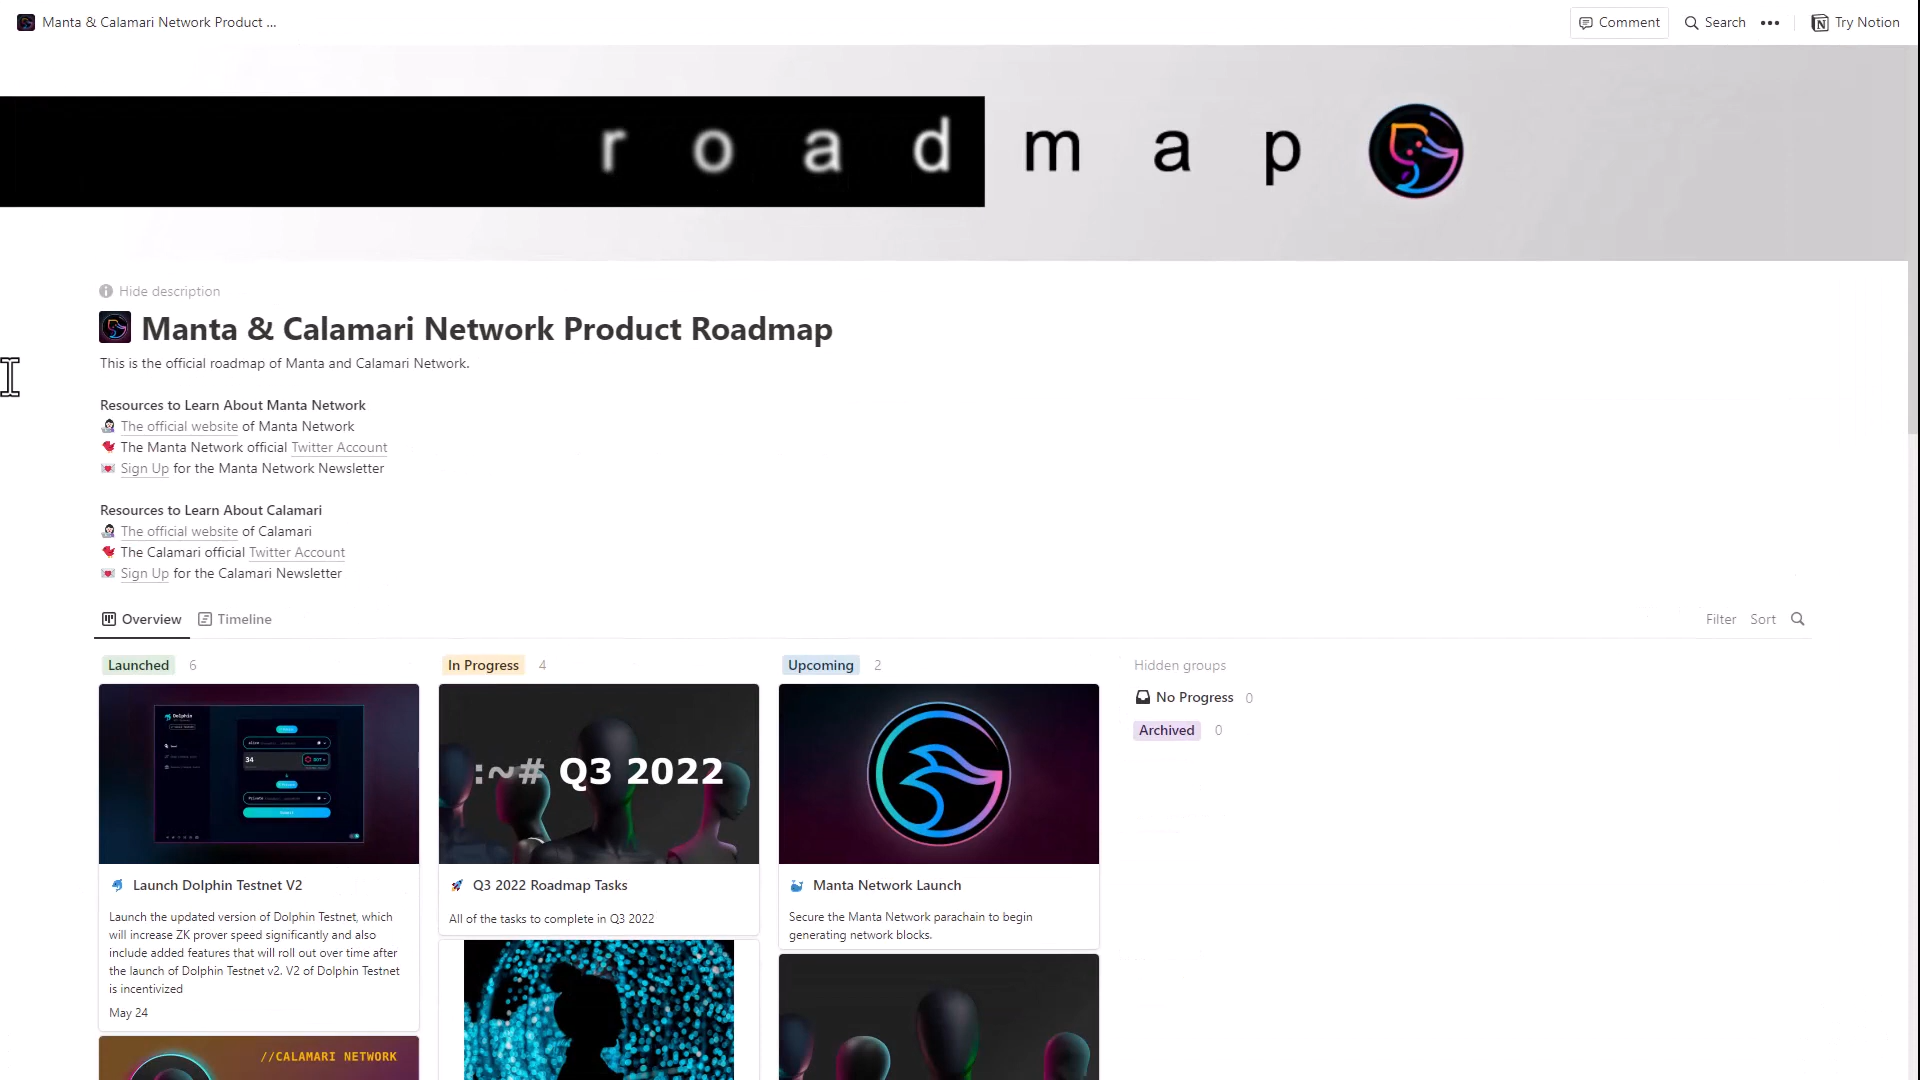 Manta & Calamari Network Product ...
Comment
Search
Try Notion
roadmap
Hide description
Manta & Calamari Network Product Roadmap
This is the official roadmap of Manta and Calamari Network.
Resources to Learn About Manta Network
The official website of Manta Network
The Manta Network official Twitter Account
Sign Up for the Manta Network Newsletter
Resources to Learn About Calamari
The official website of Calamari
The Calamari official Twitter Account
Sign Up for the Calamari Newsletter
Overview
Timeline
Filter
Sort
Launched 6
Dolphin
34
Launch Dolphin Testnet V2
Launch the updated version of Dolphin Testnet, which
will increase ZK prover speed significantly and also
include added features that will roll out over time after
the launch of Dolphin Testnet v2. V2 of Dolphin Testnet
is incentivized
May 24
//CALAMARI NETWORK
In Progress 4
:~# Q3 2022
Q3 2022 Roadmap Tasks
All of the tasks to complete in Q3 2022
Upcoming 2
Manta Network Launch
Secure the Manta Network parachain to begin
generating network blocks.
Hidden groups
No Progress 0
Archived 0